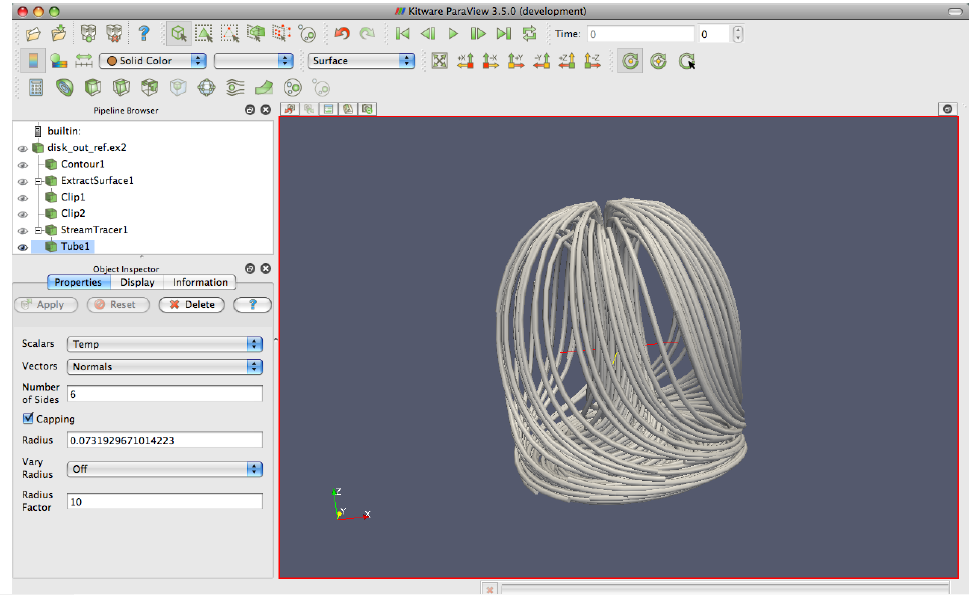 Kitware ParaView 3.5.0 (development)
? Time: 0 0
Solid Color Surface +X -X +Y -Y +Z -Z
Pipeline Browser
builtin:
disk_out_ref.ex2
Contour1
ExtractSurface1
Clip1
Clip2
StreamTracer1
Tube1
Object Inspector
Properties Display Information
Apply Reset Delete ?
Scalars Temp
Vectors Normals
Number
of Sides 6
Capping
Radius 0.0731929671014223
Vary
Radius Off
Radius
Factor 10
Z
Y X